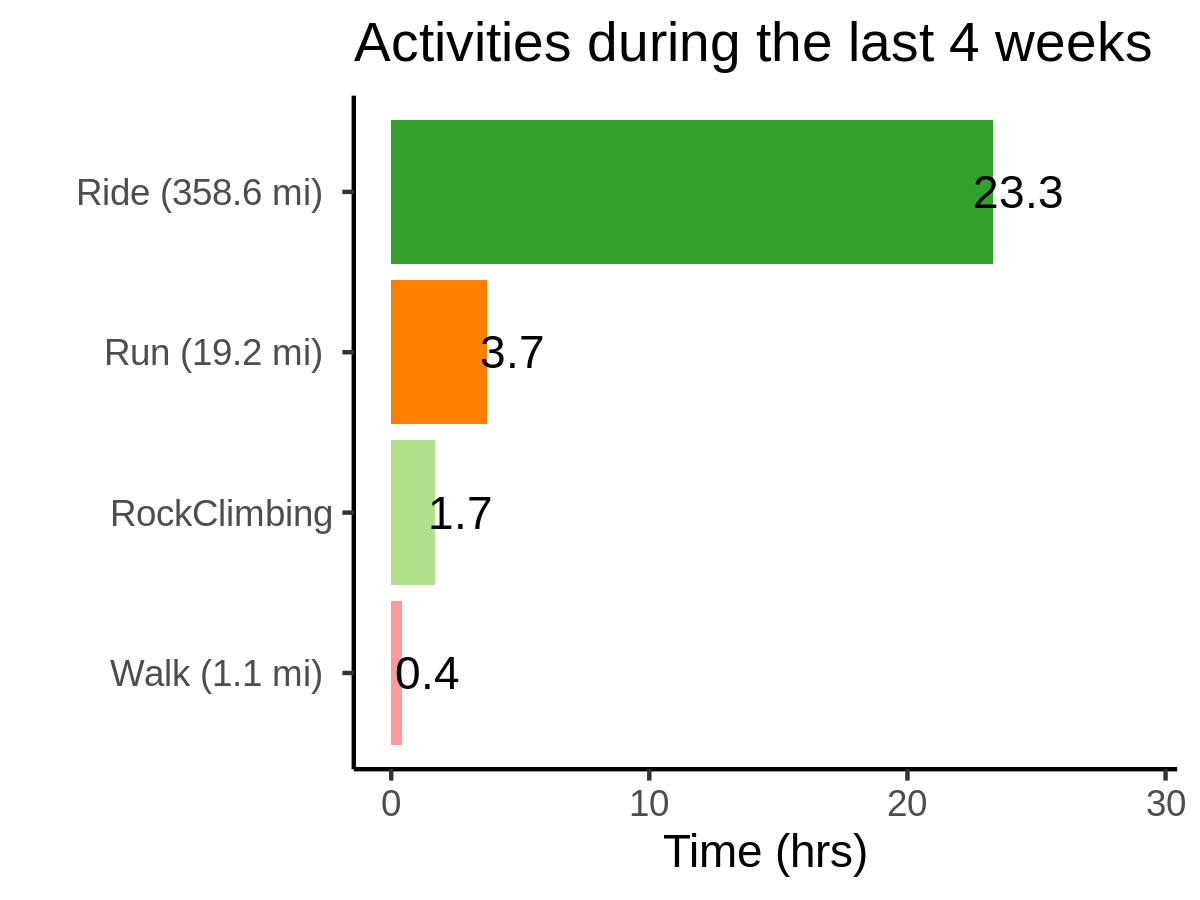 Activities during the last 4 weeks
Ride (358.6 mi)
23.3
Run (19.2 mi)
3.7
RockClimbing
1.7
Walk (1.1 mi)
0.4
0 10 20 30
Time (hrs)